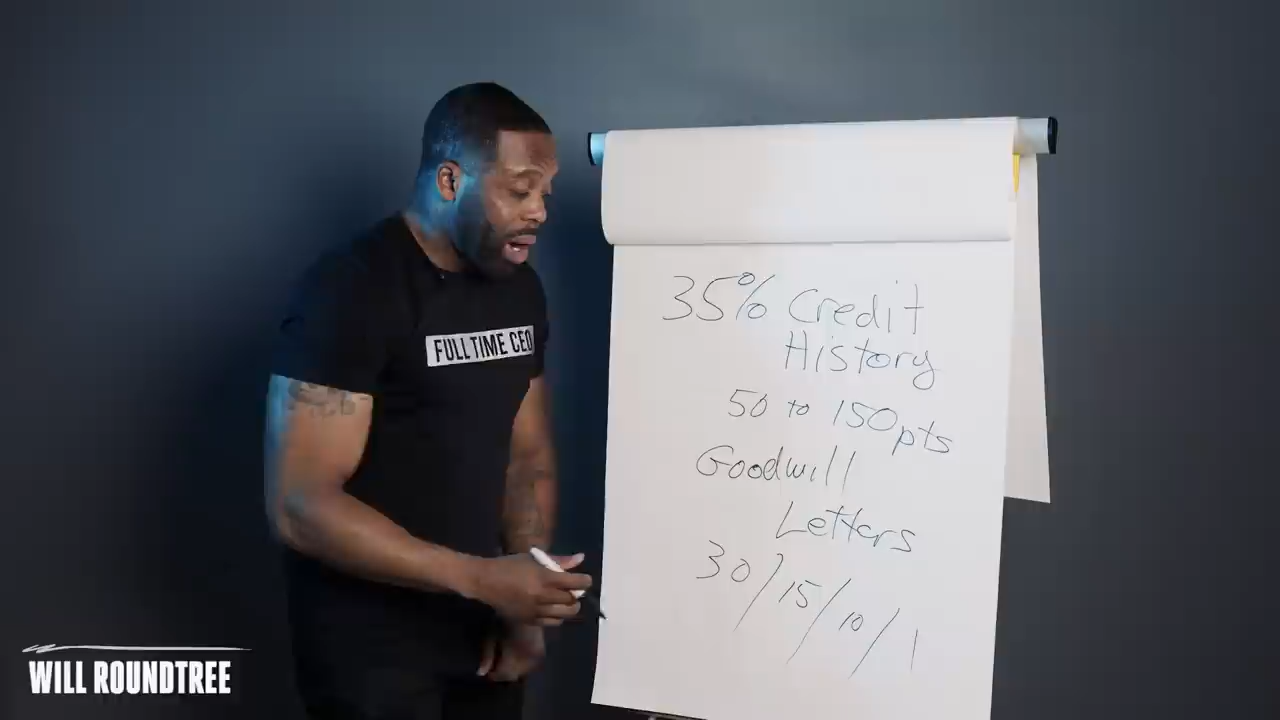 FULL TIME CEO
35% Credit
History
50 to 150pts
Goodwill
Letters
30/15/10/1
WILL ROUNDTREE